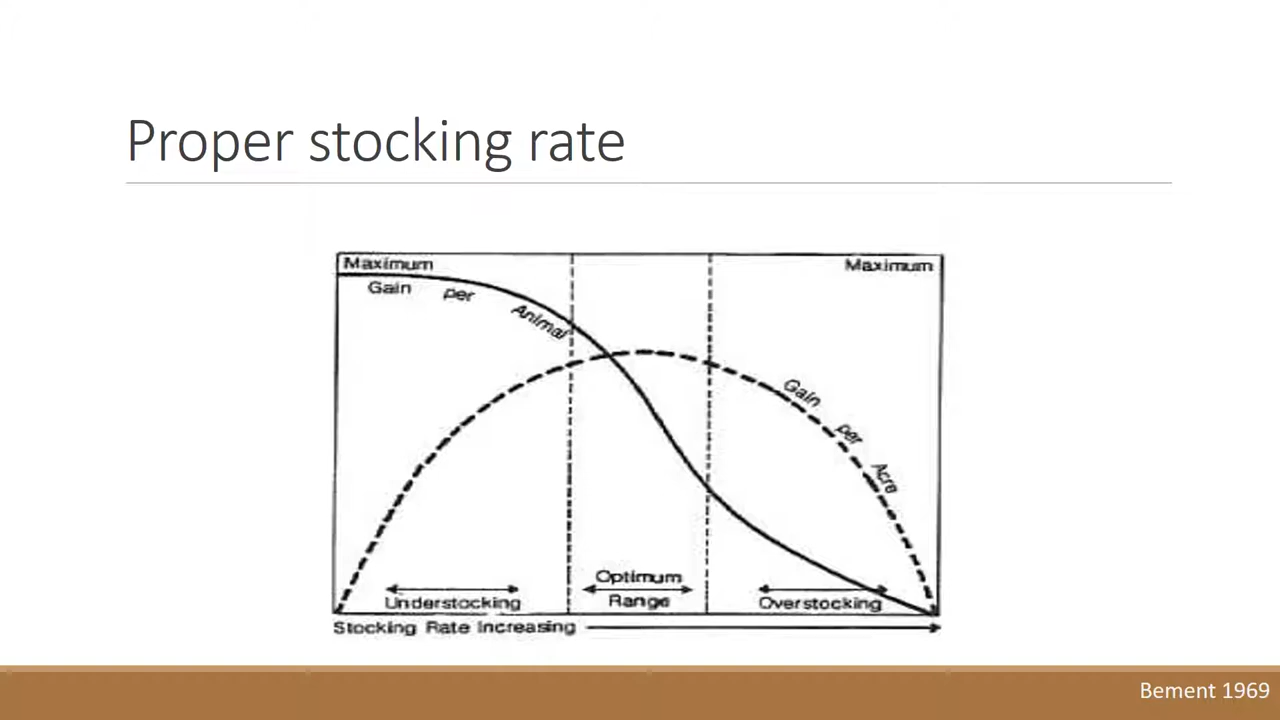 Proper stocking rate
Maximum
Maximum
Gain per Animal
Gain per Acre
Understocking
Optimum
Range
Overstocking
Stocking Rate Increasing
Bement 1969